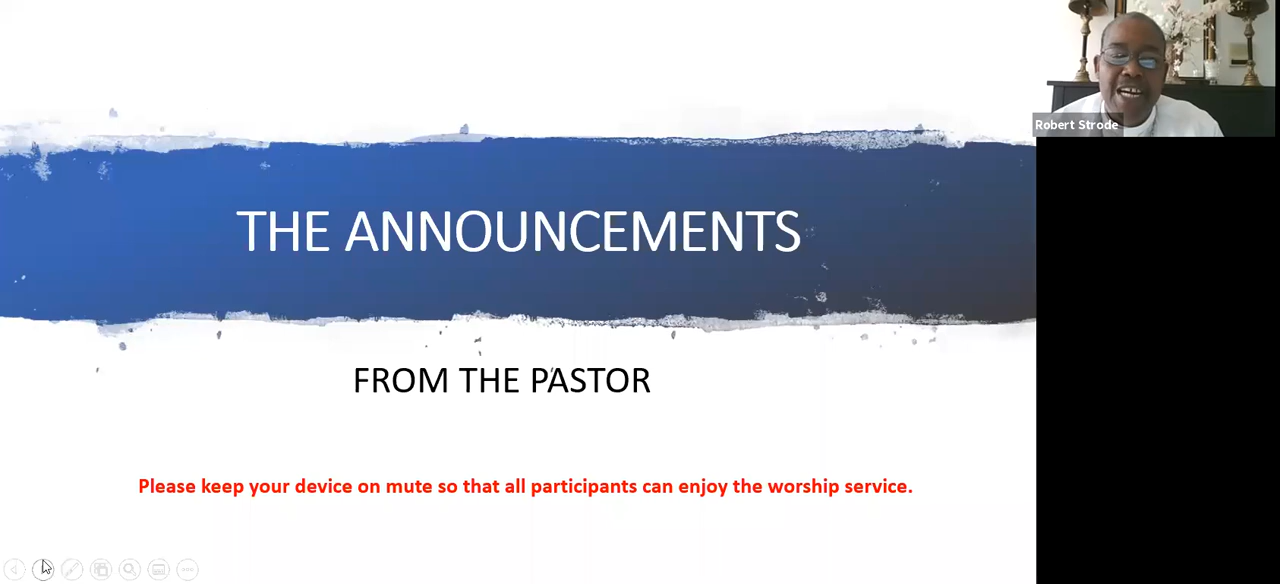 THE ANNOUNCEMENTS
FROM THE PASTOR
Please keep your device on mute so that all participants can enjoy the worship service.
Robert Strode